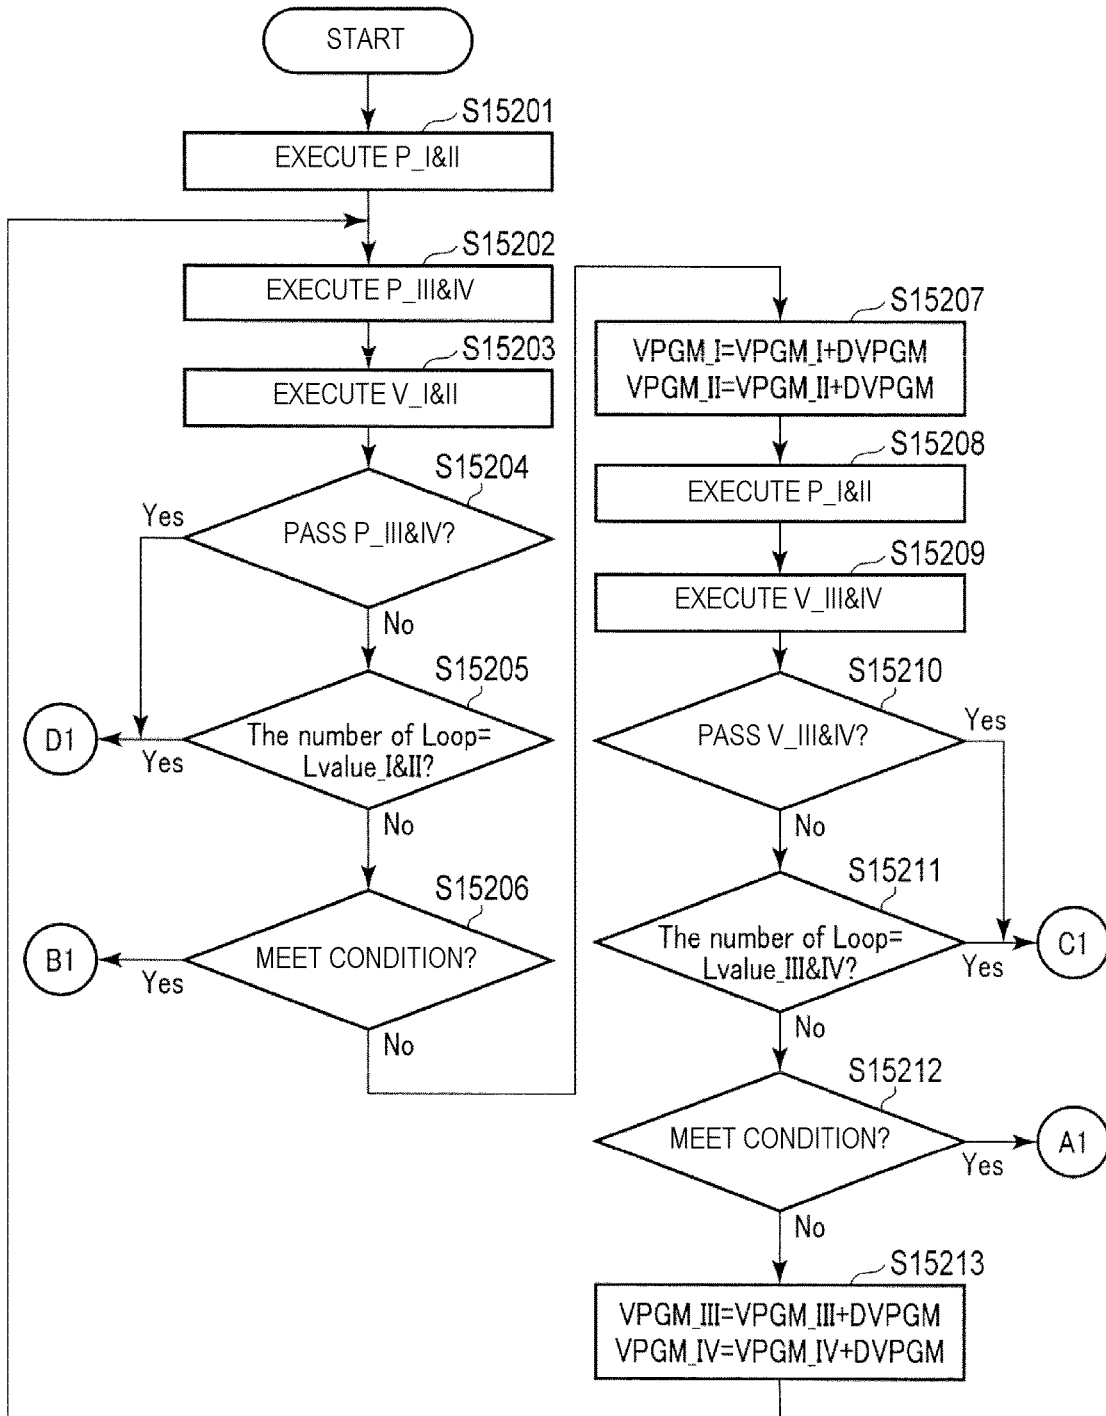 START
S15201
EXECUTE P_I&II
S15202
EXECUTE P_III&IV
S15203
EXECUTE V_I&II
S15204
PASS P_III&IV?
Yes
No
S15205
The number of Loop=
Lvalue_I&II?
D1
Yes
No
S15206
MEET CONDITION?
B1
Yes
No
S15207
VPGM_I=VPGM_I+DVPGM
VPGM_II=VPGM_II+DVPGM
S15208
EXECUTE P_I&II
S15209
EXECUTE V_III&IV
S15210
PASS V_III&IV?
Yes
No
S15211
The number of Loop=
Lvalue_III&IV?
Yes
C1
No
S15212
MEET CONDITION?
Yes
A1
No
S15213
VPGM_III=VPGM_III+DVPGM
VPGM_IV=VPGM_IV+DVPGM